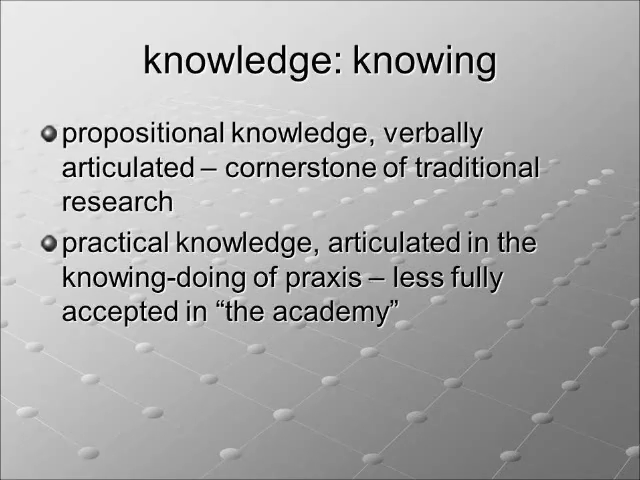 knowledge: knowing
propositional knowledge, verbally
articulated – cornerstone of traditional
research
practical knowledge, articulated in the
knowing-doing of praxis – less fully
accepted in “the academy”